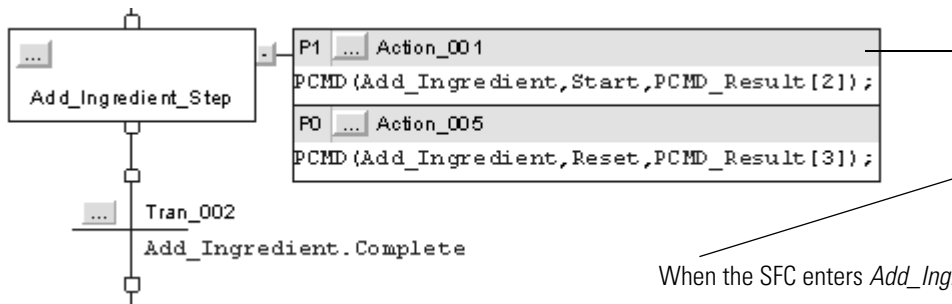 ...
Add_Ingredient_Step
-
P1 ... Action_001
PCMD(Add_Ingredient,Start,PCMD_Result[2]);
P0 ... Action_005
PCMD(Add_Ingredient,Reset,PCMD_Result[3]);
... Tran_002
Add_Ingredient.Complete
When the SFC enters Add_Ing